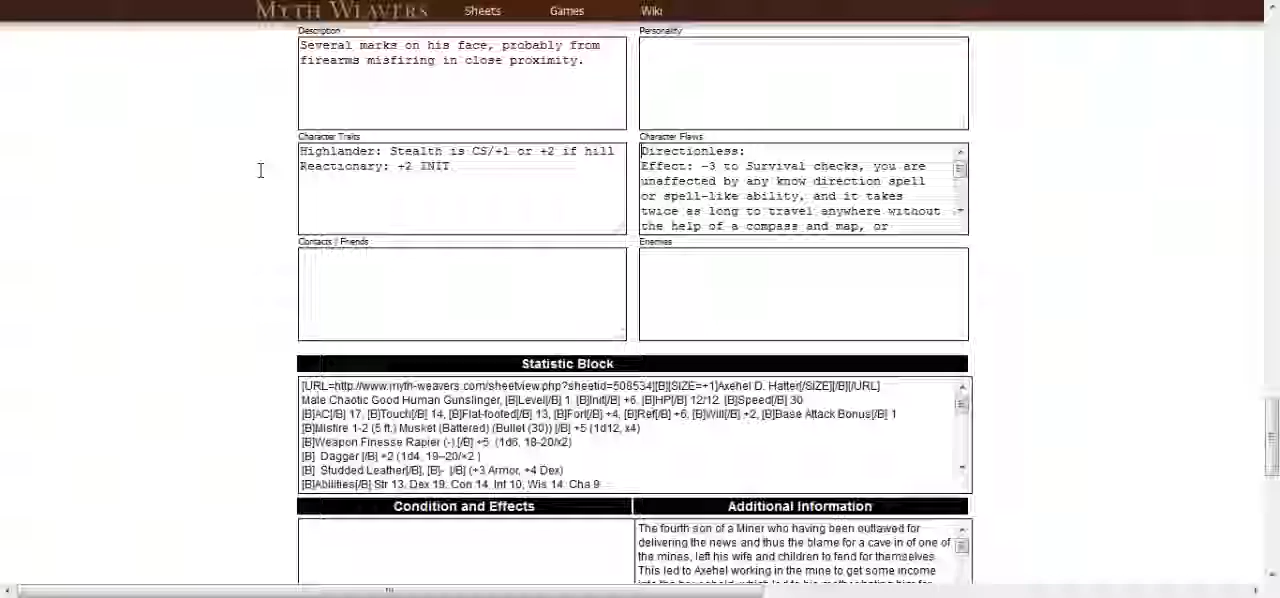 MYTH WEAVERS Sheets Games Wiki
Description Personality
Several marks on his face, probably from
firearms misfiring in close proximity.
Character Traits Character Flaws
Highlander: Stealth is CS/+1 or +2 if hill
Reactionary: +2 INIT
Directionless:
Effect: -3 to Survival checks, you are
unaffected by any know direction spell
or spell-like ability, and it takes
twice as long to travel anywhere without
the help of a compass and map, or
Contacts / Friends Enemies
Statistic Block
[URL=http://www.myth-weavers.com/sheetview.php?sheetid=508534][B][SIZE=+1]Axehel D. Hatter[/SIZE][/B][/URL]
Male Chaotic Good Human Gunslinger, [B]Level[/B] 1, [B]Init[/B] +6, [B]HP[/B] 12/12, [B]Speed[/B] 30
[B]AC[/B] 17, [B]Touch[/B] 14, [B]Flat-footed[/B] 13, [B]Fort[/B] +4, [B]Ref[/B] +6, [B]Will[/B] +2, [B]Base Attack Bonus[/B] 1
[B]Misfire 1-2 (5 ft.) Musket (Battered) (Bullet (30)) [/B] +5 (1d12, x4)
[B]Weapon Finesse Rapier (-) [/B] +5 (1d6, 18-20/x2)
[B] Dagger [/B] +2 (1d4, 19-20/x2 )
[B] Studded Leather[/B], [B]- [/B] (+3 Armor, +4 Dex)
[B]Abilities[/B] Str 13, Dex 19, Con 14, Int 10, Wis 14, Cha 9
Condition and Effects Additional Information
The fourth son of a Miner who having been outlawed for
delivering the news and thus the blame for a cave in of one of
the mines, left his wife and children to fend for themselves.
This led to Axehel working in the mine to get some income